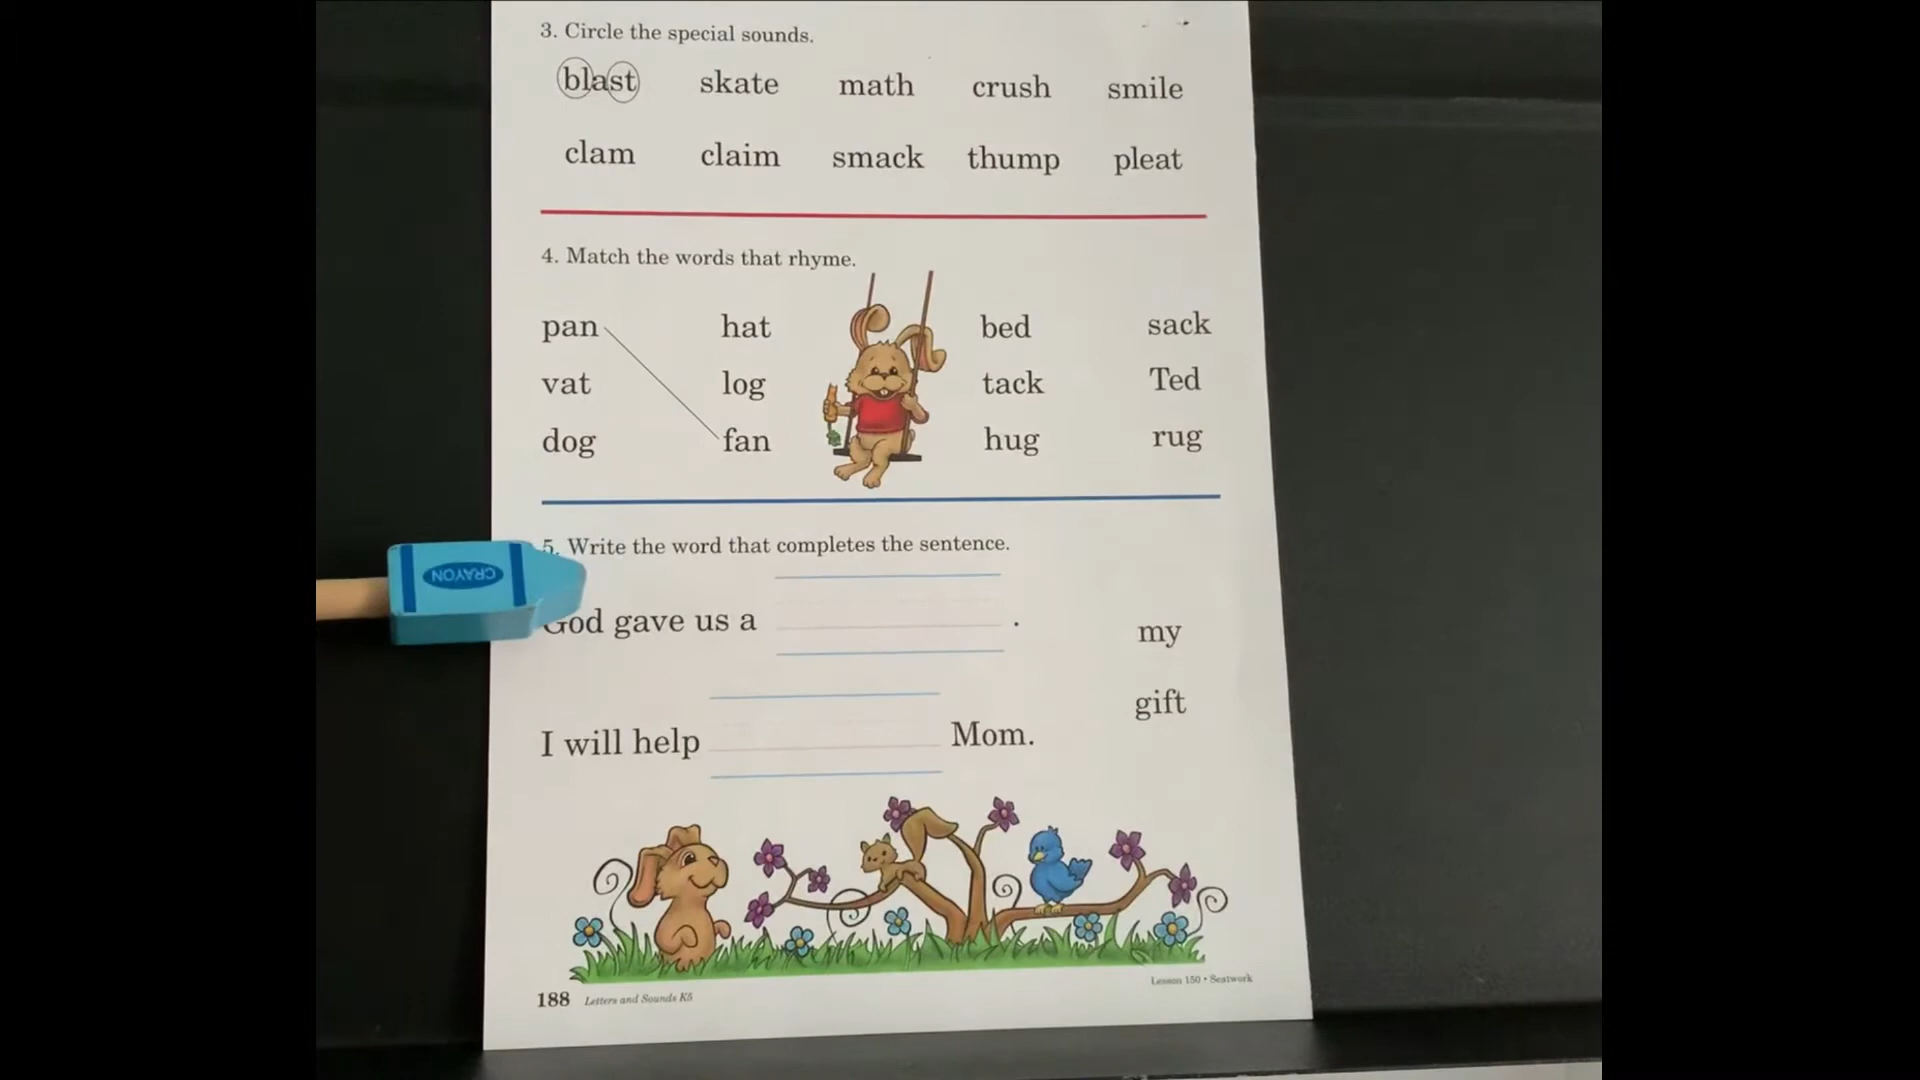 3. Circle the special sounds.
blast skate math crush smile
clam claim smack thump pleat
4. Match the words that rhyme.
pan hat bed sack
vat log tack Ted
dog fan hug rug
5. Write the word that completes the sentence.
God gave us a .
my
gift
I will help Mom.
188 Letters and Sounds K5
Lesson 150 • Seatwork
CRAYON